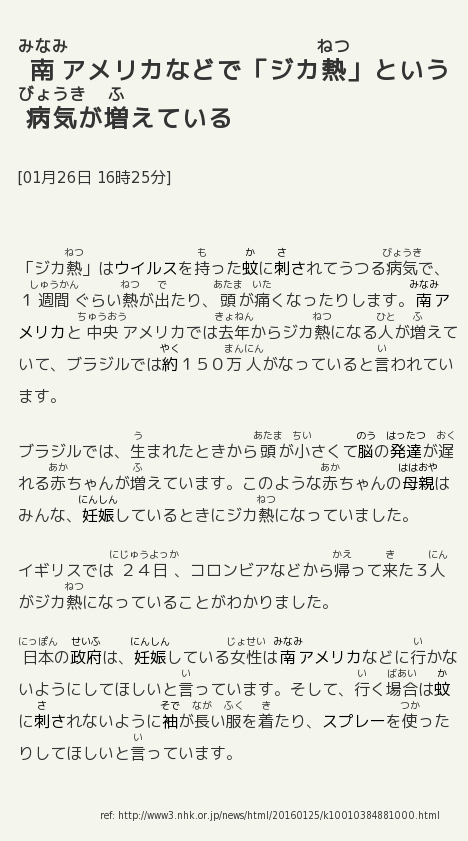 南アメリカなどで「ジカ熱」という
病気が増えている
[01月26日 16時25分]
「ジカ熱」はウイルスを持った蚊に刺されてうつる病気で、
１週間ぐらい熱が出たり、頭が痛くなったりします。南ア
メリカと中央アメリカでは去年からジカ熱になる人が増えて
いて、ブラジルでは約１５０万人がなっていると言われてい
ます。
ブラジルでは、生まれたときから頭が小さくて脳の発達が遅
れる赤ちゃんが増えています。このような赤ちゃんの母親は
みんな、妊娠しているときにジカ熱になっていました。
イギリスでは２４日、コロンビアなどから帰って来た３人
がジカ熱になっていることがわかりました。
日本の政府は、妊娠している女性は南アメリカなどに行かな
いようにしてほしいと言っています。そして、行く場合は蚊
に刺されないように袖が長い服を着たり、スプレーを使った
りしてほしいと言っています。
ref: http://www3.nhk.or.jp/news/html/20160125/k10010384881000.html